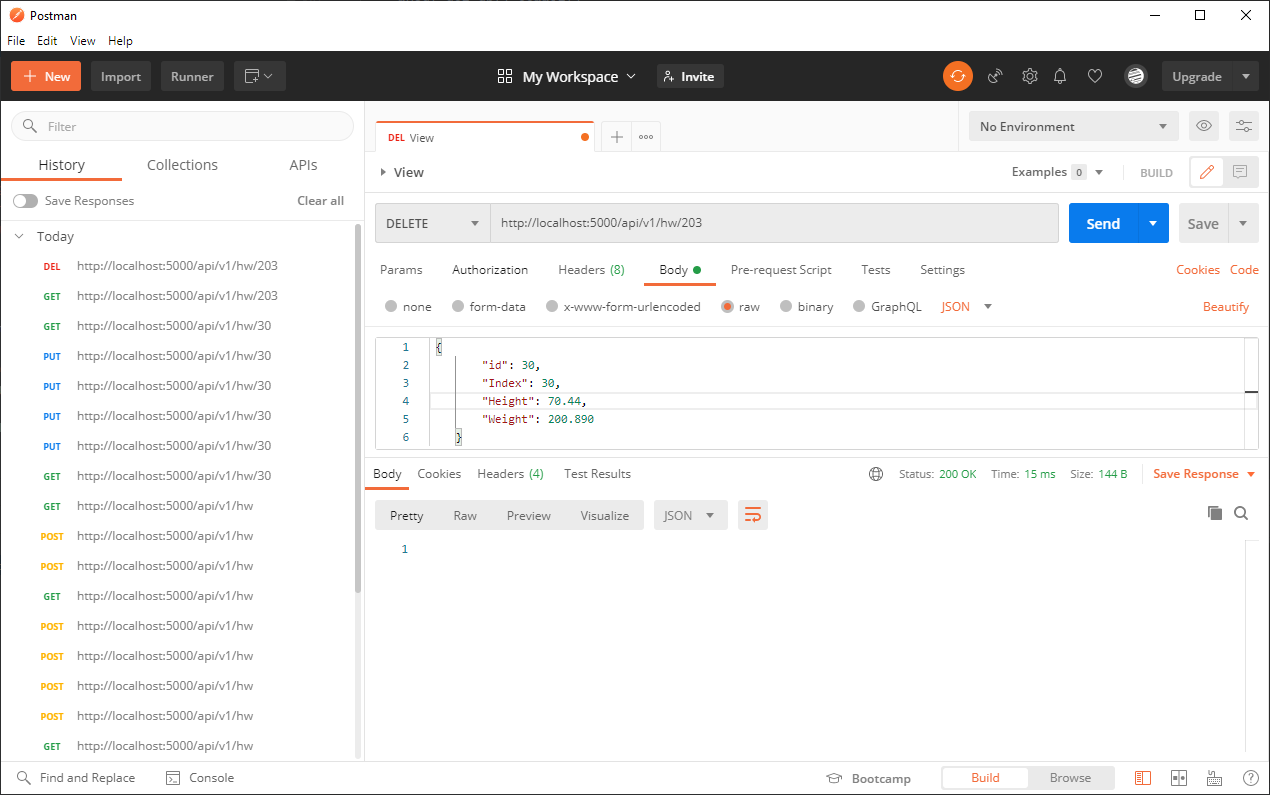 Postman
File Edit View Help
New Import Runner My Workspace Invite Upgrade
Filter
History Collections APIs
Save Responses Clear all
Today
DEL http://localhost:5000/api/v1/hw/203
GET http://localhost:5000/api/v1/hw/203
GET http://localhost:5000/api/v1/hw/30
PUT http://localhost:5000/api/v1/hw/30
PUT http://localhost:5000/api/v1/hw/30
PUT http://localhost:5000/api/v1/hw/30
PUT http://localhost:5000/api/v1/hw/30
GET http://localhost:5000/api/v1/hw/30
GET http://localhost:5000/api/v1/hw
POST http://localhost:5000/api/v1/hw
POST http://localhost:5000/api/v1/hw
GET http://localhost:5000/api/v1/hw
POST http://localhost:5000/api/v1/hw
POST http://localhost:5000/api/v1/hw
POST http://localhost:5000/api/v1/hw
POST http://localhost:5000/api/v1/hw
GET http://localhost:5000/api/v1/hw
DEL View
No Environment
View
Examples 0 BUILD
DELETE http://localhost:5000/api/v1/hw/203 Send Save
Params Authorization Headers (8) Body Pre-request Script Tests Settings Cookies Code
none form-data x-www-form-urlencoded raw binary GraphQL JSON Beautify
1 {
2 "id": 30,
3 "Index": 30,
4 "Height": 70.44,
5 "Weight": 200.890
6 }
Body Cookies Headers (4) Test Results Status: 200 OK Time: 15 ms Size: 144 B Save Response
Pretty Raw Preview Visualize JSON
1
Find and Replace Console Bootcamp Build Browse